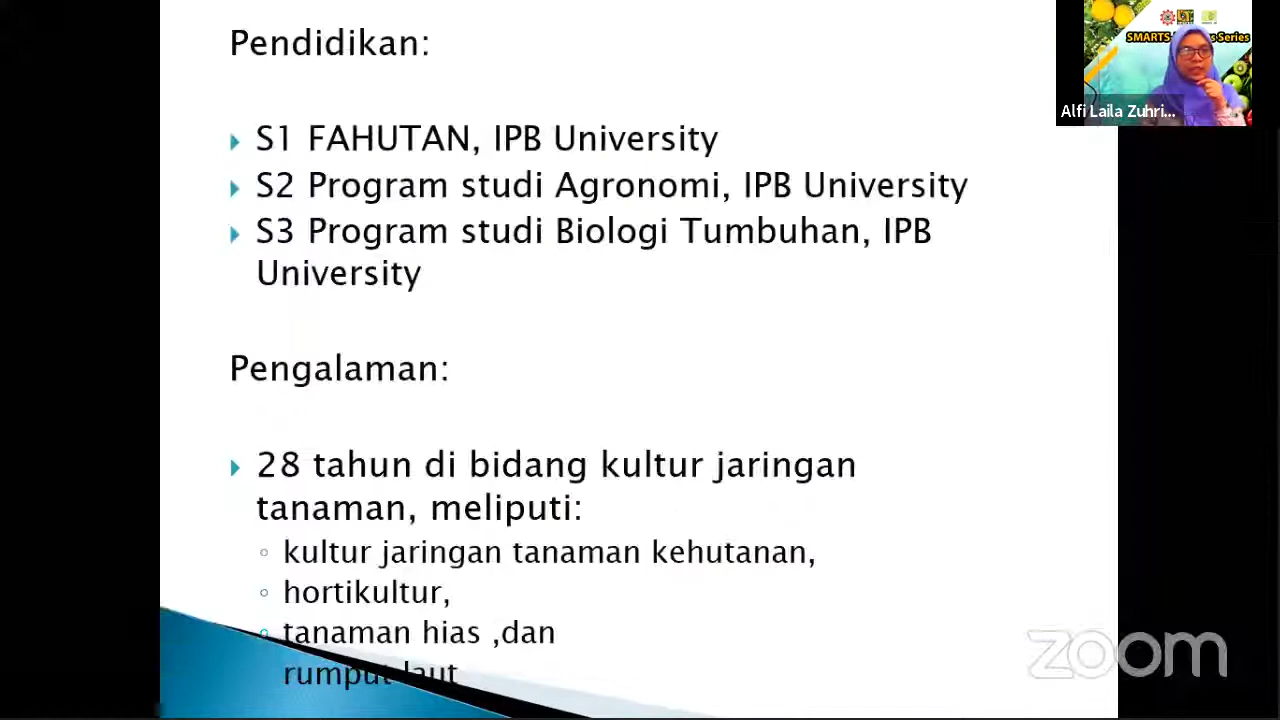 Pendidikan:
S1 FAHUTAN, IPB University
S2 Program studi Agronomi, IPB University
S3 Program studi Biologi Tumbuhan, IPB
University
Pengalaman:
28 tahun di bidang kultur jaringan
tanaman, meliputi:
kultur jaringan tanaman kehutanan,
hortikultur,
tanaman hias ,dan
rumput laut
SMARTS Series
Alfi Laila Zuhri...
zoom